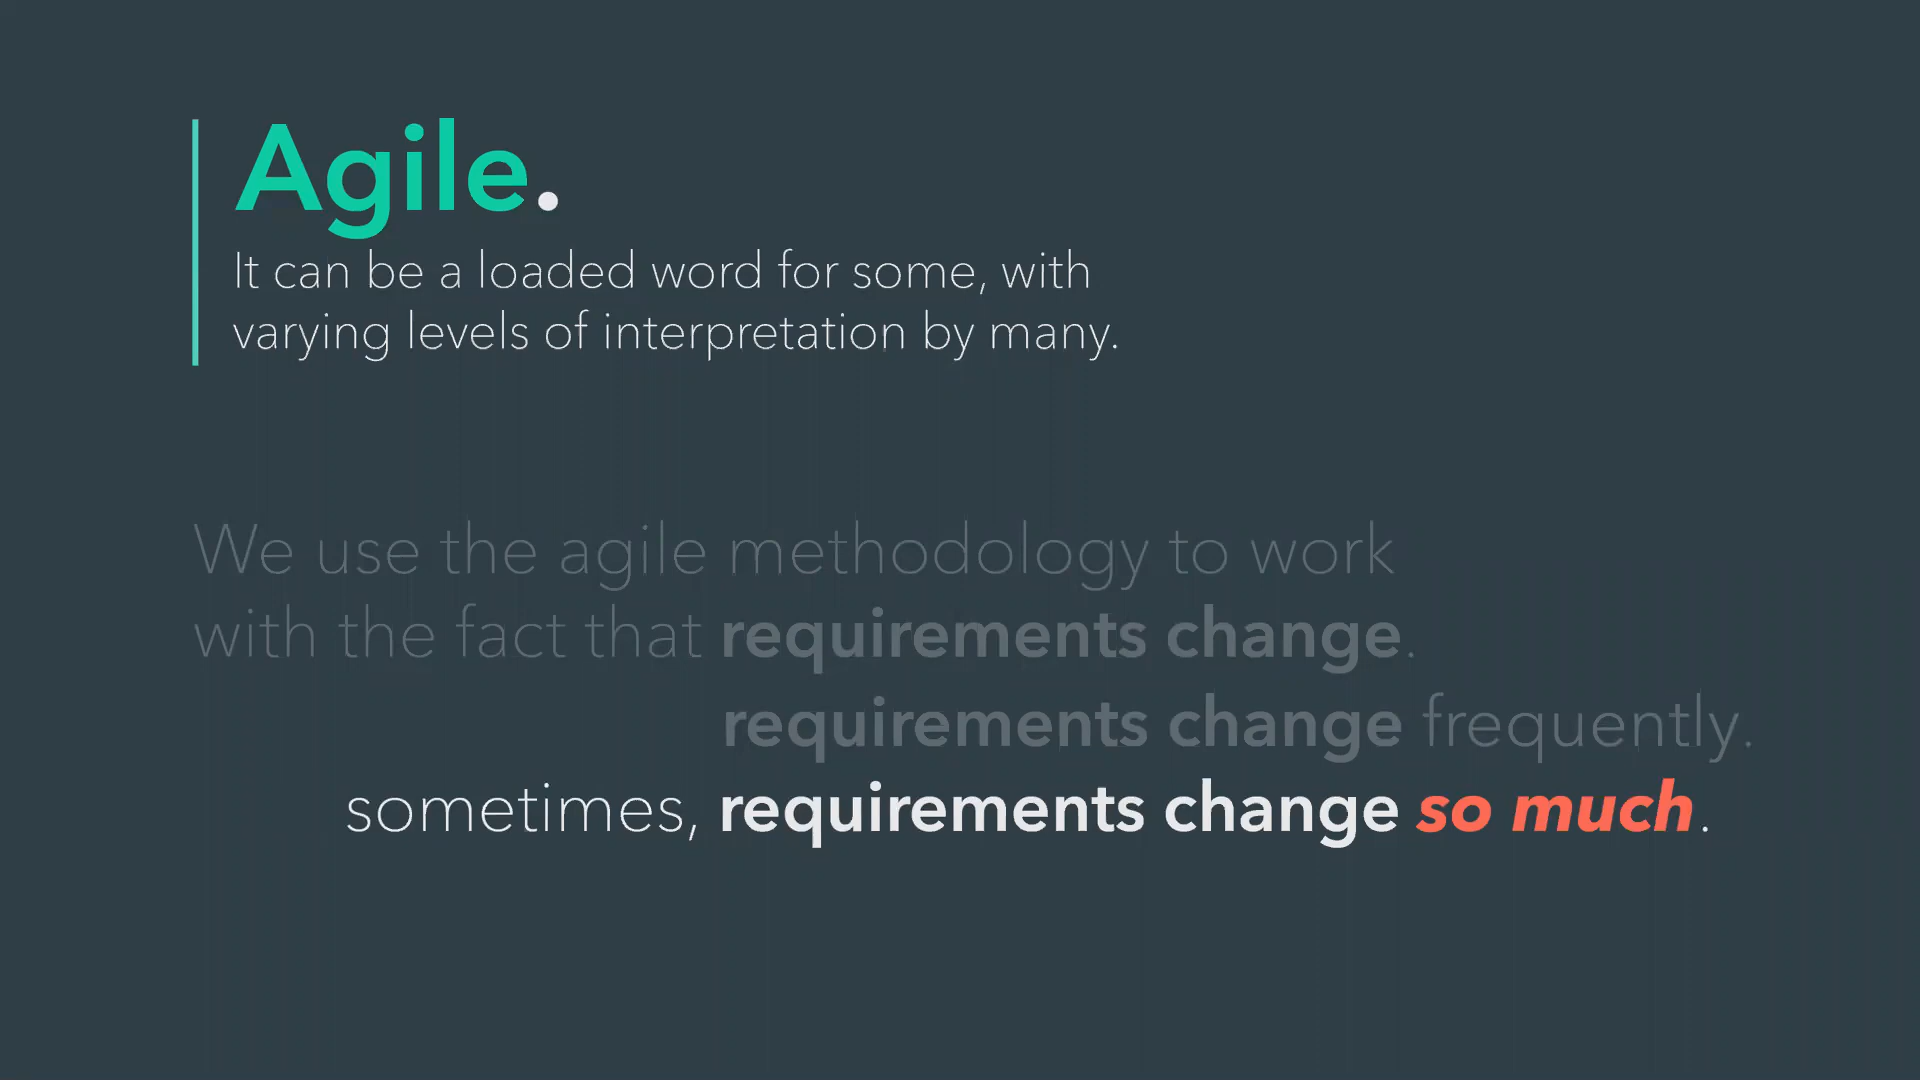 Agile.
It can be a loaded word for some, with
varying levels of interpretation by many.
We use the agile methodology to work
with the fact that requirements change.
requirements change frequently.
sometimes, requirements change so much.